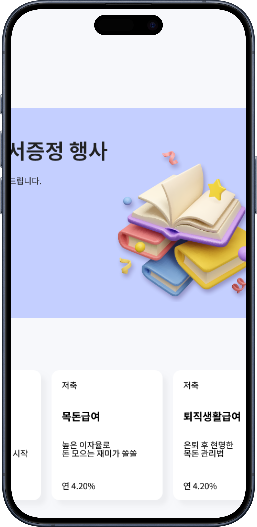 서증정 행사
드립니다.
시작
저축
목돈급여
높은 이자율로
돈 모으는 재미가 쏠쏠
연 4.20%
저축
퇴직생활급여
은퇴 후 현명한
목돈 관리법
연 4.20%